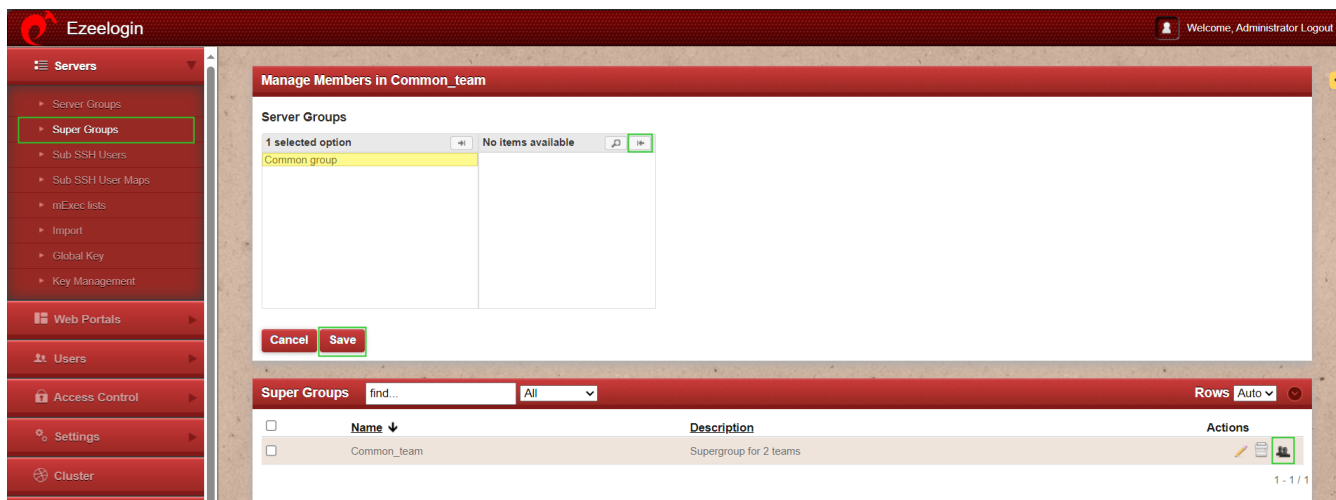 Ezeelogin
Welcome, Administrator Logout
Servers
Server Groups
Super Groups
Sub SSH Users
Sub SSH User Maps
mExec lists
Import
Global Key
Key Management
Web Portals
Users
Access Control
Settings
Cluster
Manage Members in Common_team
Server Groups
1 selected option No items available
Common group
Cancel Save
Super Groups find... All Rows Auto
Name Description Actions
Common_team Supergroup for 2 teams
1 - 1 / 1